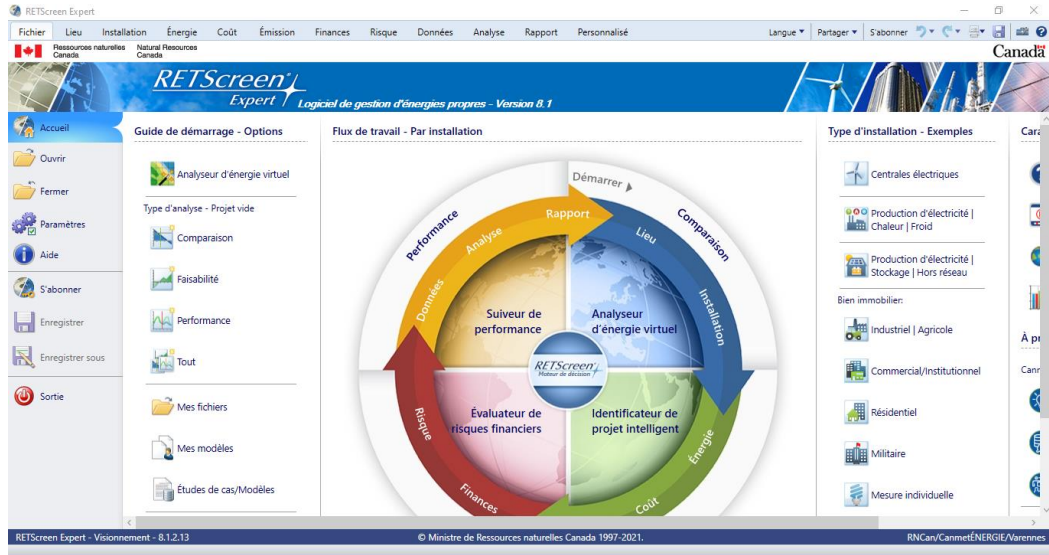 RETScreen Expert
Fichier Lieu Installation Énergie Coût Émission Finances Risque Données Analyse Rapport Personnalisé Langue Partager S'abonner
Ressources naturelles Canada
Natural Resources Canada
Canada
RETScreen
Expert
Logiciel de gestion d'énergies propres - Version 8.1
Accueil
Ouvrir
Fermer
Paramètres
Aide
S'abonner
Enregistrer
Enregistrer sous
Sortie
Guide de démarrage - Options
Analyseur d'énergie virtuel
Type d'analyse - Projet vide
Comparaison
Faisabilité
Performance
Tout
Mes fichiers
Mes modèles
Études de cas/Modèles
Flux de travail - Par installation
Démarrer
Performance
Comparaison
Données
Analyse
Rapport
Lieu
Installation
Énergie
Coût
Finances
Risque
Suiveur de
performance
Analyseur
d'énergie virtuel
RETScreen
Moteur de décision
Évaluateur de
risques financiers
Identificateur de
projet intelligent
Type d'installation - Exemples
Centrales électriques
Production d'électricité |
Chaleur | Froid
Production d'électricité |
Stockage | Hors réseau
Bien immobilier:
Industriel | Agricole
Commercial/Institutionnel
Résidentiel
Militaire
Mesure individuelle
RETScreen Expert - Visionnement - 8.1.2.13
© Ministre de Ressources naturelles Canada 1997-2021.
RNCan/CanmetÉNERGIE/Varennes